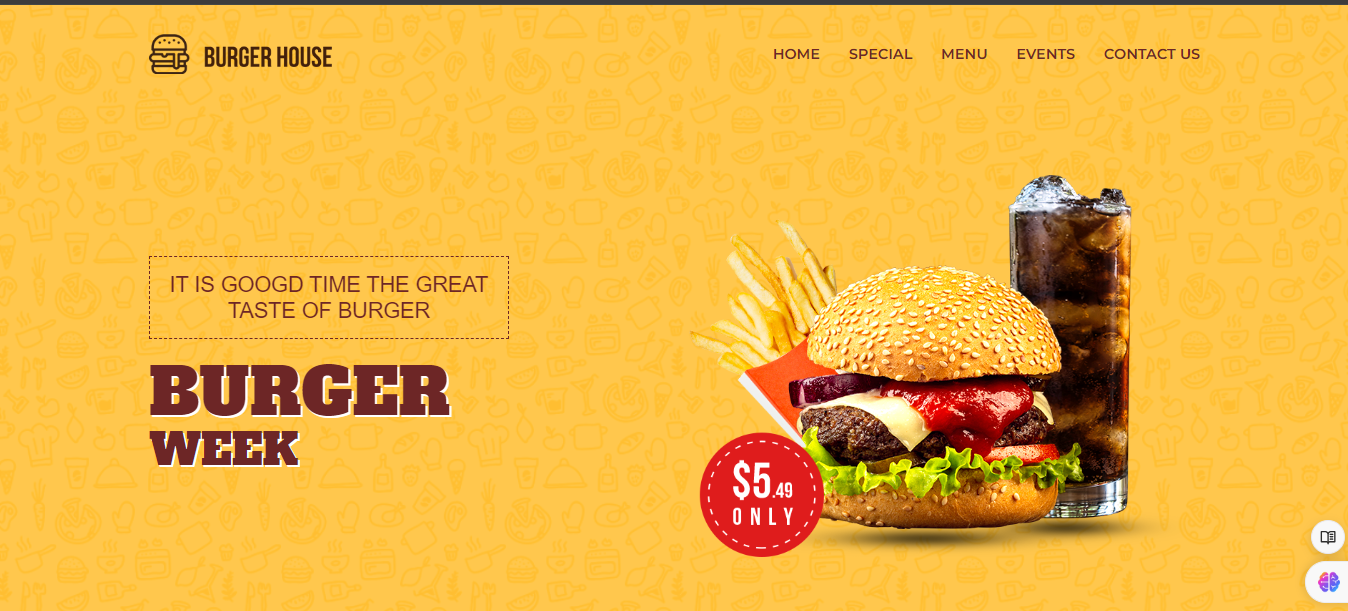 BURGER HOUSE
HOME SPECIAL MENU EVENTS CONTACT US
IT IS GOOGD TIME THE GREAT
TASTE OF BURGER
BURGER
WEEK
$5.49
ONLY